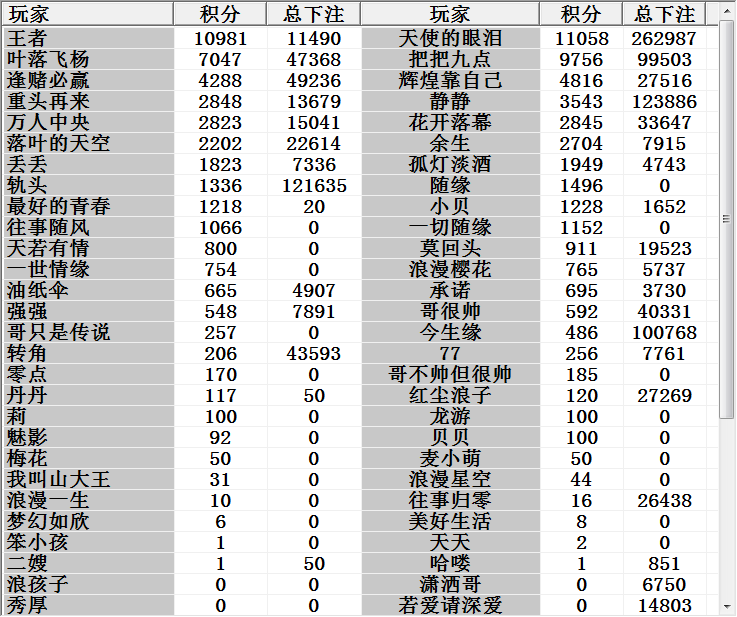 玩家 积分 总下注 玩家 积分 总下注
王者 10981 11490 天使的眼泪 11058 262987
叶落飞杨 7047 47368 把把九点 9756 99503
逢赌必赢 4288 49236 辉煌靠自己 4816 27516
重头再来 2848 13679 静静 3543 123886
万人中央 2823 15041 花开落幕 2845 33647
落叶的天空 2202 22614 余生 2704 7915
丢丢 1823 7336 孤灯淡酒 1949 4743
轨头 1336 121635 随缘 1496 0
最好的青春 1218 20 小贝 1228 1652
往事随风 1066 0 一切随缘 1152 0
天若有情 800 0 莫回头 911 19523
一世情缘 754 0 浪漫樱花 765 5737
油纸伞 665 4907 承诺 695 3730
强强 548 7891 哥很帅 592 40331
哥只是传说 257 0 今生缘 486 100768
转角 206 43593 77 256 7761
零点 170 0 哥不帅但很帅 185 0
丹丹 117 50 红尘浪子 120 27269
莉 100 0 龙游 100 0
魅影 92 0 贝贝 100 0
梅花 50 0 麦小萌 50 0
我叫山大王 31 0 浪漫星空 44 0
浪漫一生 10 0 往事归零 16 26438
梦幻如欣 6 0 美好生活 8 0
笨小孩 1 0 天天 2 0
二嫂 1 50 哈喽 1 851
浪孩子 0 0 潇洒哥 0 6750
秀厚 0 0 若爱请深爱 0 14803